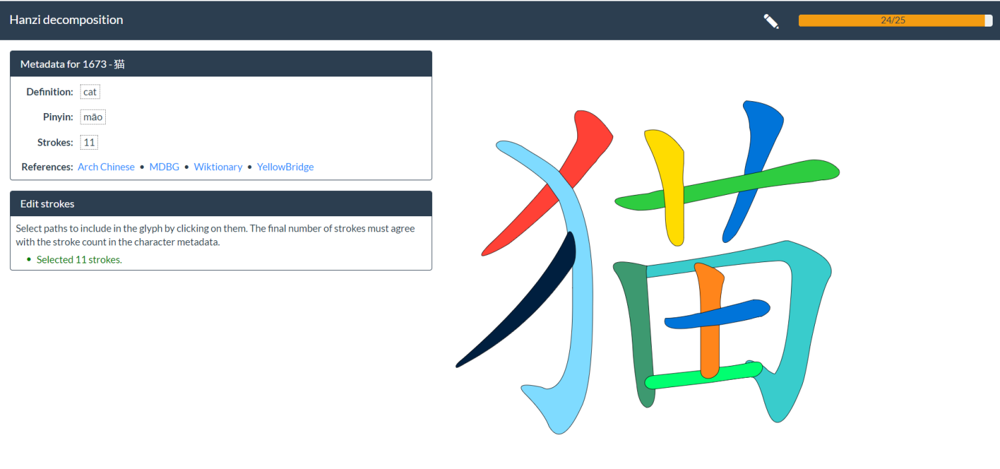 Hanzi decomposition
24/25
Metadata for 1673 - 猫
Definition: cat
Pinyin: māo
Strokes: 11
References: Arch Chinese • MDBG • Wiktionary • YellowBridge
Edit strokes
Select paths to include in the glyph by clicking on them. The final number of strokes must agree
with the stroke count in the character metadata.
• Selected 11 strokes.
猫